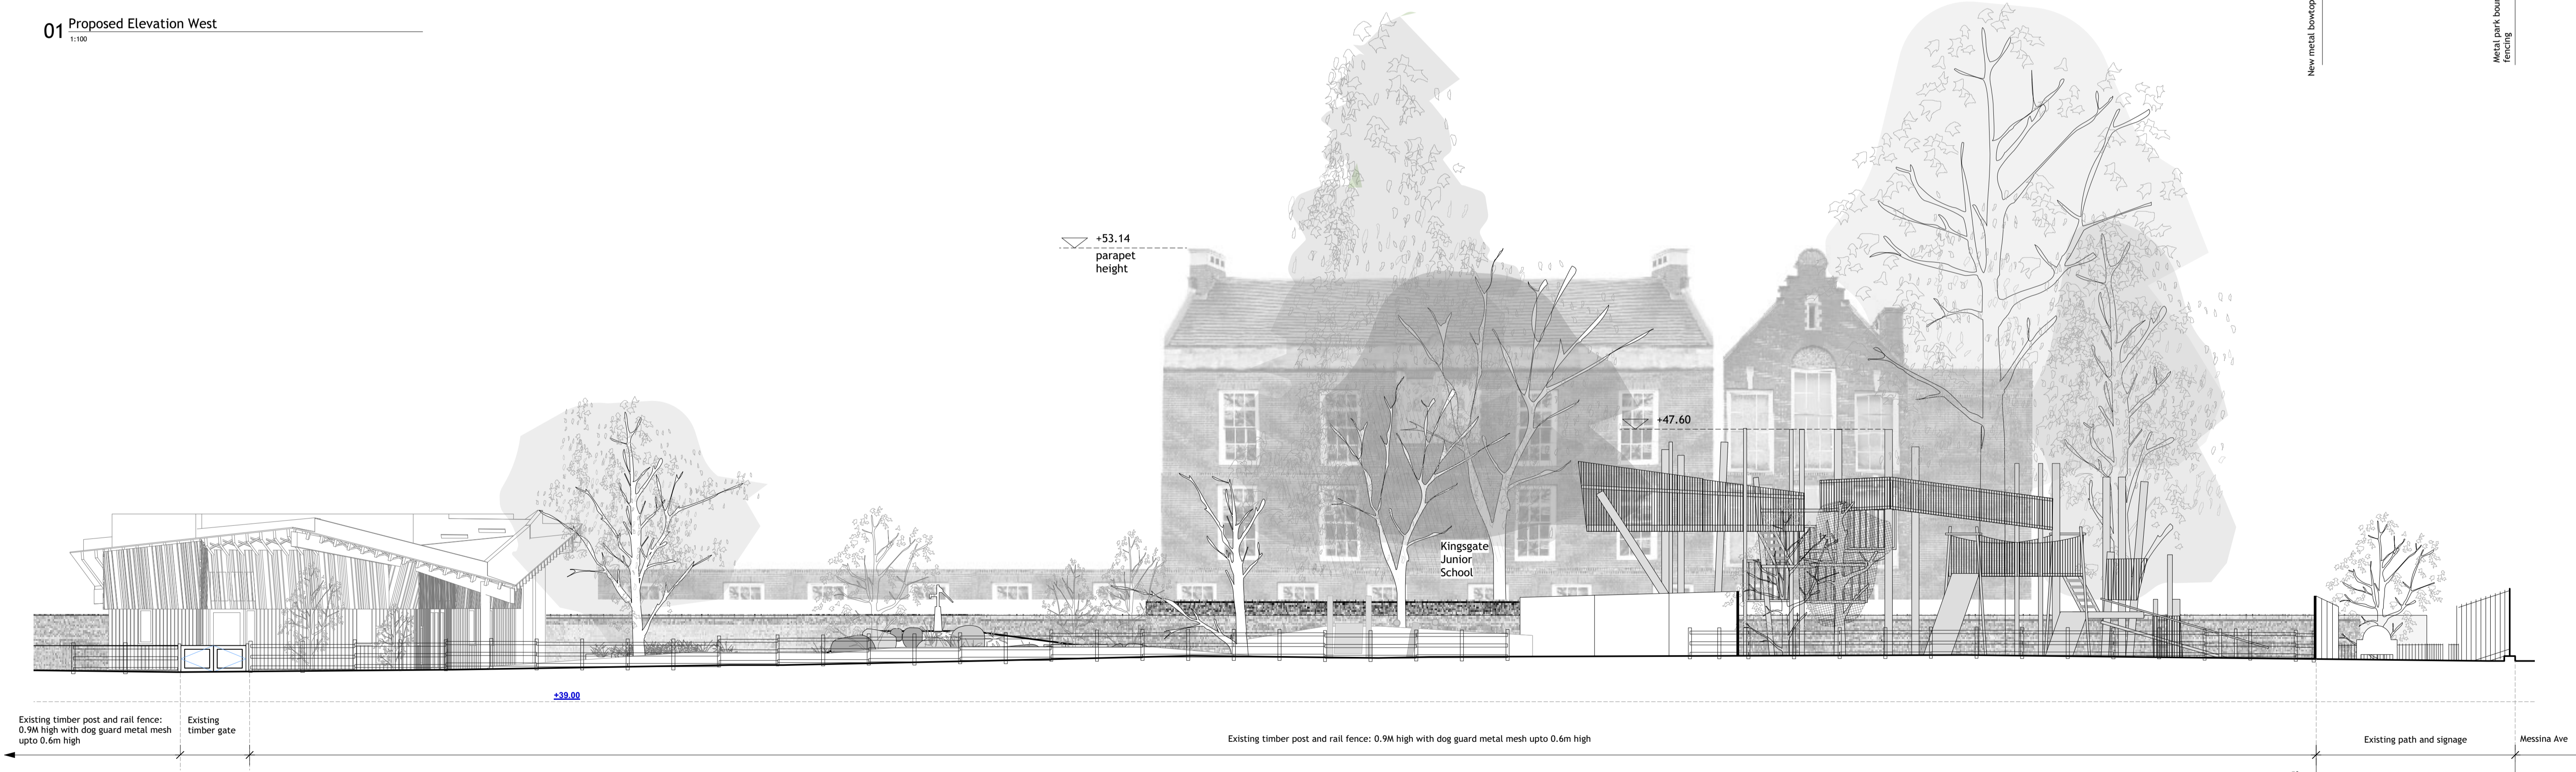 01 Proposed Elevation West
1:100
New metal bowtop
Metal park
fencing
+53.14
parapet
height
+47.60
Kingsgate
Junior
School
+39.00
Existing timber post and rail fence:
0.9M high with dog guard metal mesh
upto 0.6m high
Existing
timber gate
Existing timber post and rail fence: 0.9M high with dog guard metal mesh upto 0.6m high
Existing path and signage
Messina Ave